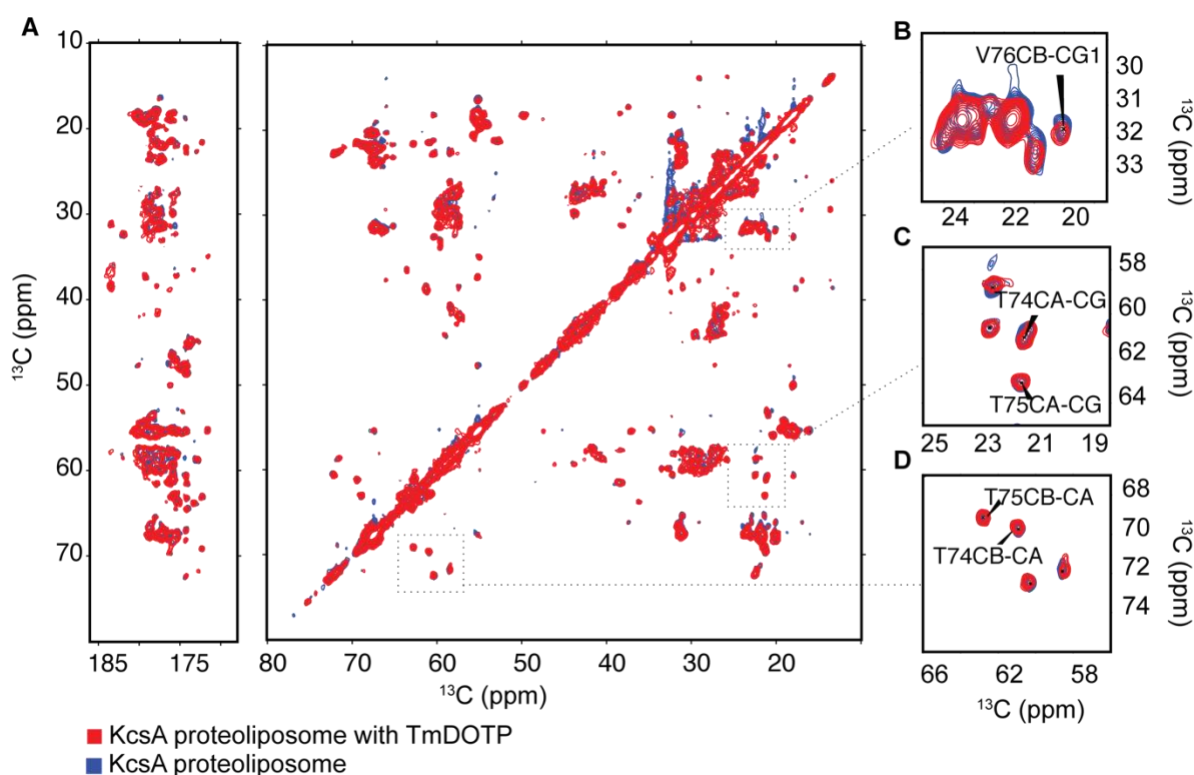 A
10
20
30
40
50
60
70
¹³C (ppm)
185 175
80 70 60 50 40 30 20
¹³C (ppm)
B
V76CB-CG1
30
31
32
33
¹³C (ppm)
24 22 20
C
T74CA-CG
T75CA-CG
58
60
62
64
¹³C (ppm)
25 23 21 19
D
T75CB-CA
T74CB-CA
68
70
72
74
¹³C (ppm)
66 62 58
¹³C (ppm)
KcsA proteoliposome with TmDOTP
KcsA proteoliposome